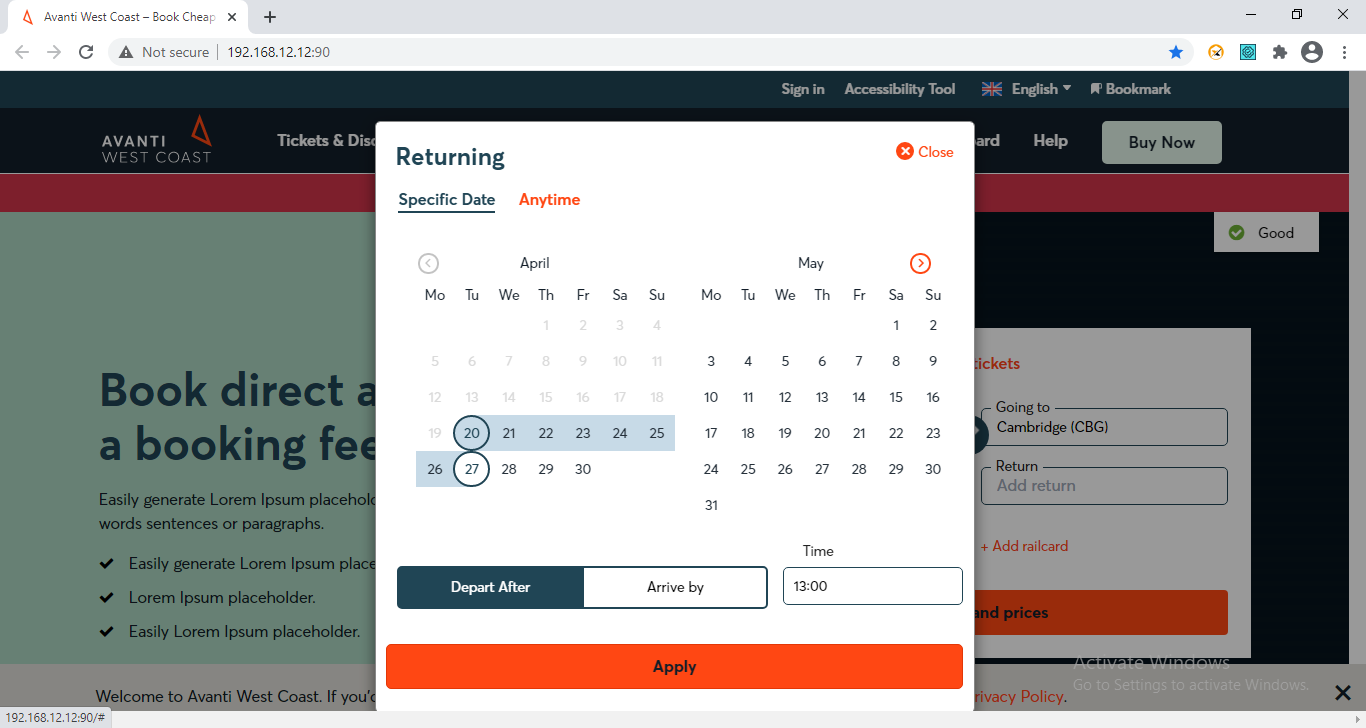 Avanti West Coast – Book Cheap
Not secure
192.168.12.12:90
Sign in
Accessibility Tool
English
Bookmark
AVANTI
WEST COAST
Tickets & Disc
ard
Help
Buy Now
Returning
Close
Specific Date
Anytime
Good
April
May
Mo Tu We Th Fr Sa Su
Mo Tu We Th Fr Sa Su
1 2 3 4
1 2
5 6 7 8 9 10 11
3 4 5 6 7 8 9
12 13 14 15 16 17 18
10 11 12 13 14 15 16
19 20 21 22 23 24 25
17 18 19 20 21 22 23
26 27 28 29 30
24 25 26 27 28 29 30
31
Time
Depart After
Arrive by
13:00
Apply
Book direct a
a booking fee
Easily generate Lorem Ipsum placehold
words sentences or paragraphs.
Easily generate Lorem Ipsum place
Lorem Ipsum placeholder.
Easily Lorem Ipsum placeholder.
tickets
Going to
Cambridge (CBG)
Return
Add return
+ Add railcard
and prices
Activate Windows
Go to Settings to activate Windows.
Welcome to Avanti West Coast. If you'c
rivacy Policy.
192.168.12.12:90/#